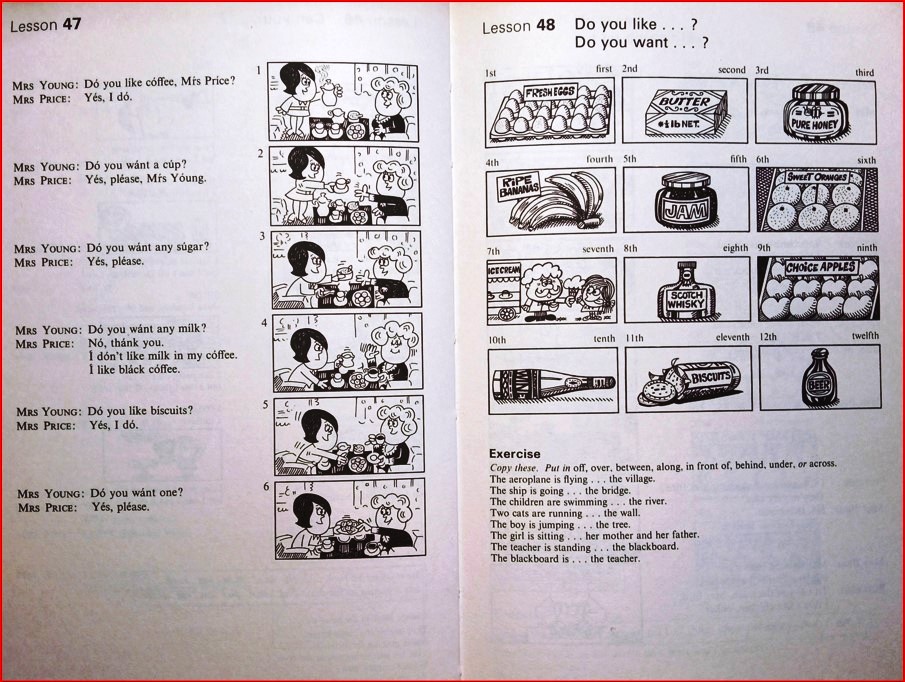 Lesson 47
1
MRS YOUNG: Dó you like cóffee, Mŕs Price?
MRS PRICE: Yés, I dó.
2
MRS YOUNG: Dó you wánt a cúp?
MRS PRICE: Yés, pléase, Mŕs Yóung.
3
MRS YOUNG: Dó you wánt any súgar?
MRS PRICE: Yés, pléase.
4
MRS YOUNG: Dó you wánt any mílk?
MRS PRICE: Nó, thánk you.
Í dón't like mílk in my cóffee.
Í like bláck cóffee.
5
MRS YOUNG: Dó you like bíscuits?
MRS PRICE: Yés, I dó.
6
MRS YOUNG: Dó you wánt one?
MRS PRICE: Yés, pléase.
Lesson 48 Do you like . . . ?
Do you want . . . ?
1st first 2nd second 3rd third
FRESH EGGS
BUTTER
NET.
PURE HONEY
4th fourth 5th fifth 6th sixth
RIPE
BANANAS
JAM
SWEET ORANGES
7th seventh 8th eighth 9th ninth
ICE CREAM
SCOTCH
WHISKY
CHOICE APPLES
10th tenth 11th eleventh 12th twelfth
BISCUITS
BEER
Exercise
Copy these. Put in off, over, between, along, in front of, behind, under, or across.
The aeroplane is flying . . . the village.
The ship is going . . . the bridge.
The children are swimming . . . the river.
Two cats are running . . . the wall.
The boy is jumping . . . the tree.
The girl is sitting . . . her mother and her father.
The teacher is standing . . . the blackboard.
The blackboard is . . . the teacher.